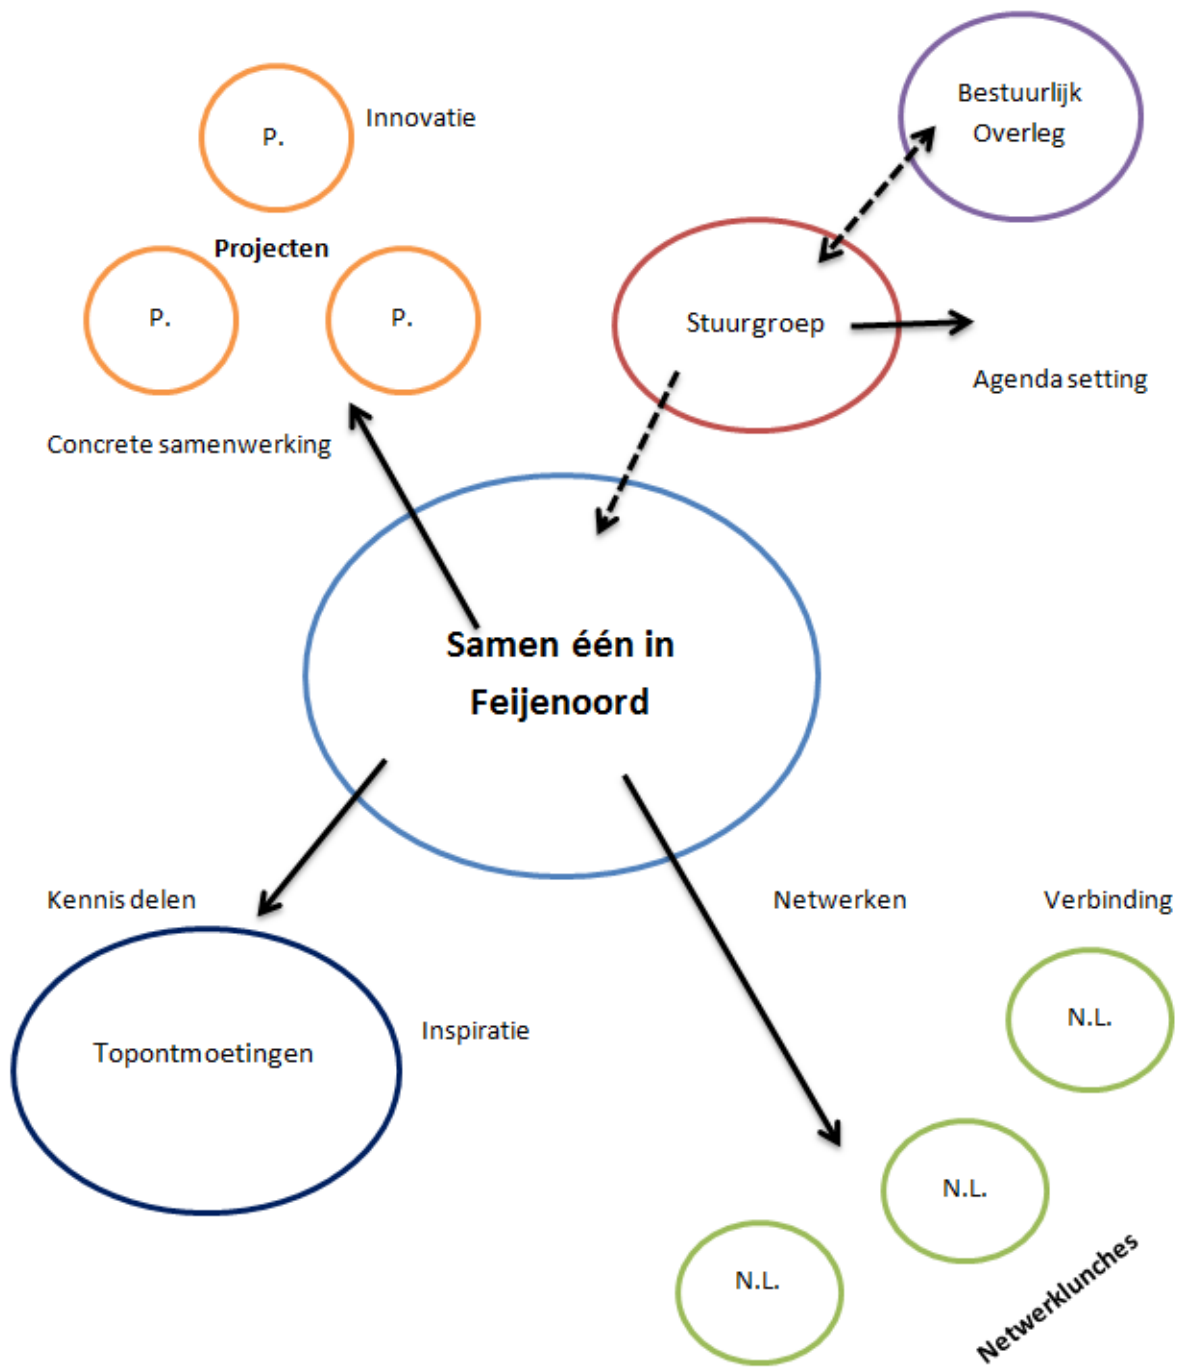 Bestuurlijk
Overleg
Innovatie
P.
Projecten
P.
P.
Stuurgroep
Agenda setting
Concrete samenwerking
Samen één in
Feijenoord
Kennis delen
Netwerken
Verbinding
Topontmoetingen
Inspiratie
N.L.
N.L.
N.L.
Netwerklunches